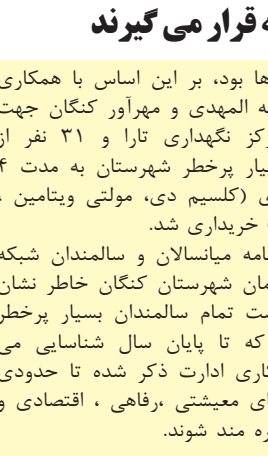 ه قرار می گیرند
ها بود، بر این اساس با همکاری
ه المهدی و مهرآور کنگان جهت
رکز نگهداری تارا و ۳۱ نفر از
سیار پرخطر شهرستان به مدت ۴
ی (کلسیم دی، مولتی ویتامین ،
خریداری شد.
نامه میانسالان و سالمندان شبکه
مان شهرستان کنگان خاطر نشان
ست تمام سالمندان بسیار پرخطر
که تا پایان سال شناسایی می
کاری ادارت ذکر شده تا حدودی
ای معیشتی ،رفاهی ، اقتصادی و
ره مند شوند.